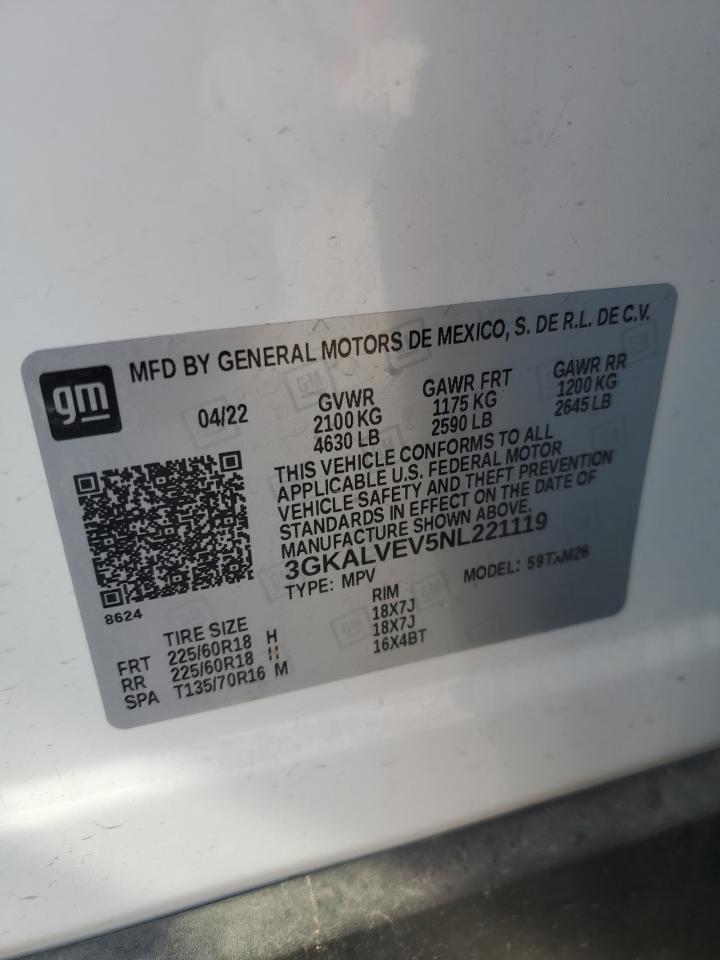 gm
MFD BY GENERAL MOTORS DE MEXICO, S. DE R.L. DE C.V.
04/22
GVWR
2100 KG
4630 LB
GAWR FRT
1175 KG
2590 LB
GAWR RR
1200 KG
2645 LB
THIS VEHICLE CONFORMS TO ALL
APPLICABLE U.S. FEDERAL MOTOR
VEHICLE SAFETY AND THEFT PREVENTION
STANDARDS IN EFFECT ON THE DATE OF
MANUFACTURE SHOWN ABOVE.
3GKALVEV5NL221119
TYPE: MPV
MODEL:
8624
TIRE SIZE
RIM
FRT 225/60R18 H 18X7J
RR 225/60R18 H 18X7J
SPA T135/70R16 M 16X4BT